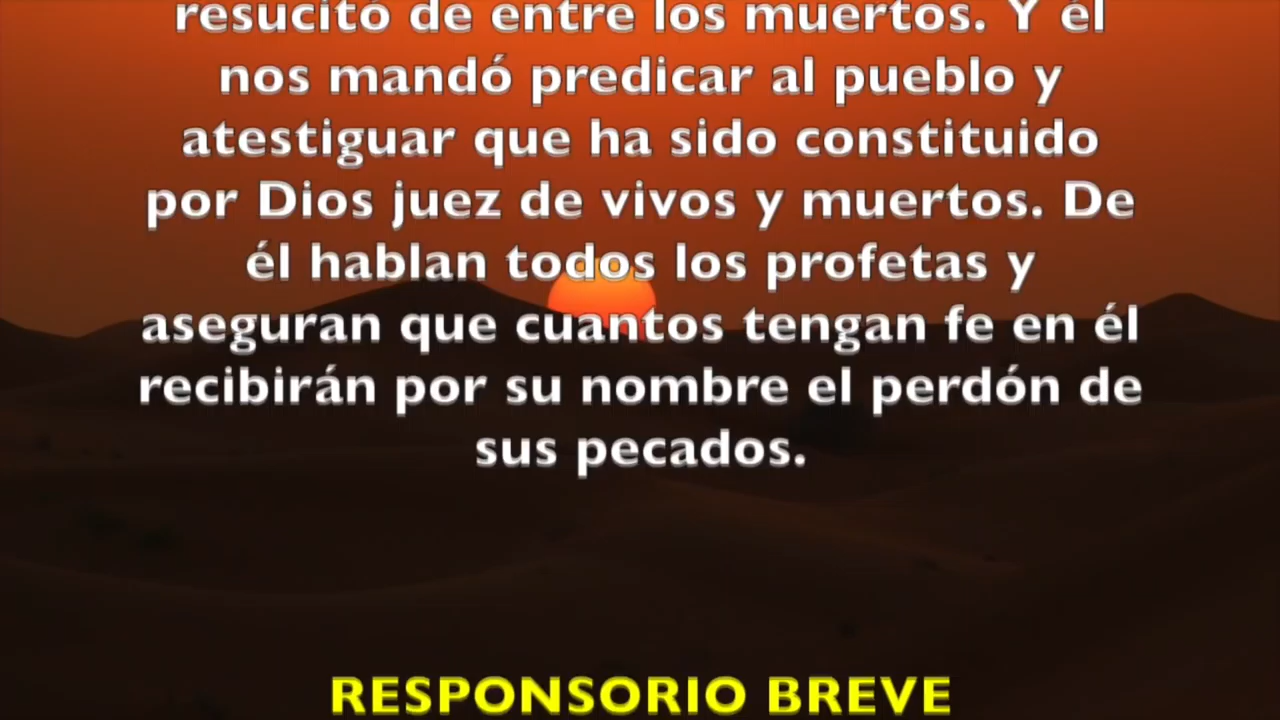 resucitó de entre los muertos. Y él
nos mandó predicar al pueblo y
atestiguar que ha sido constituido
por Dios juez de vivos y muertos. De
él hablan todos los profetas y
aseguran que cuantos tengan fe en él
recibirán por su nombre el perdón de
sus pecados.
RESPONSORIO BREVE